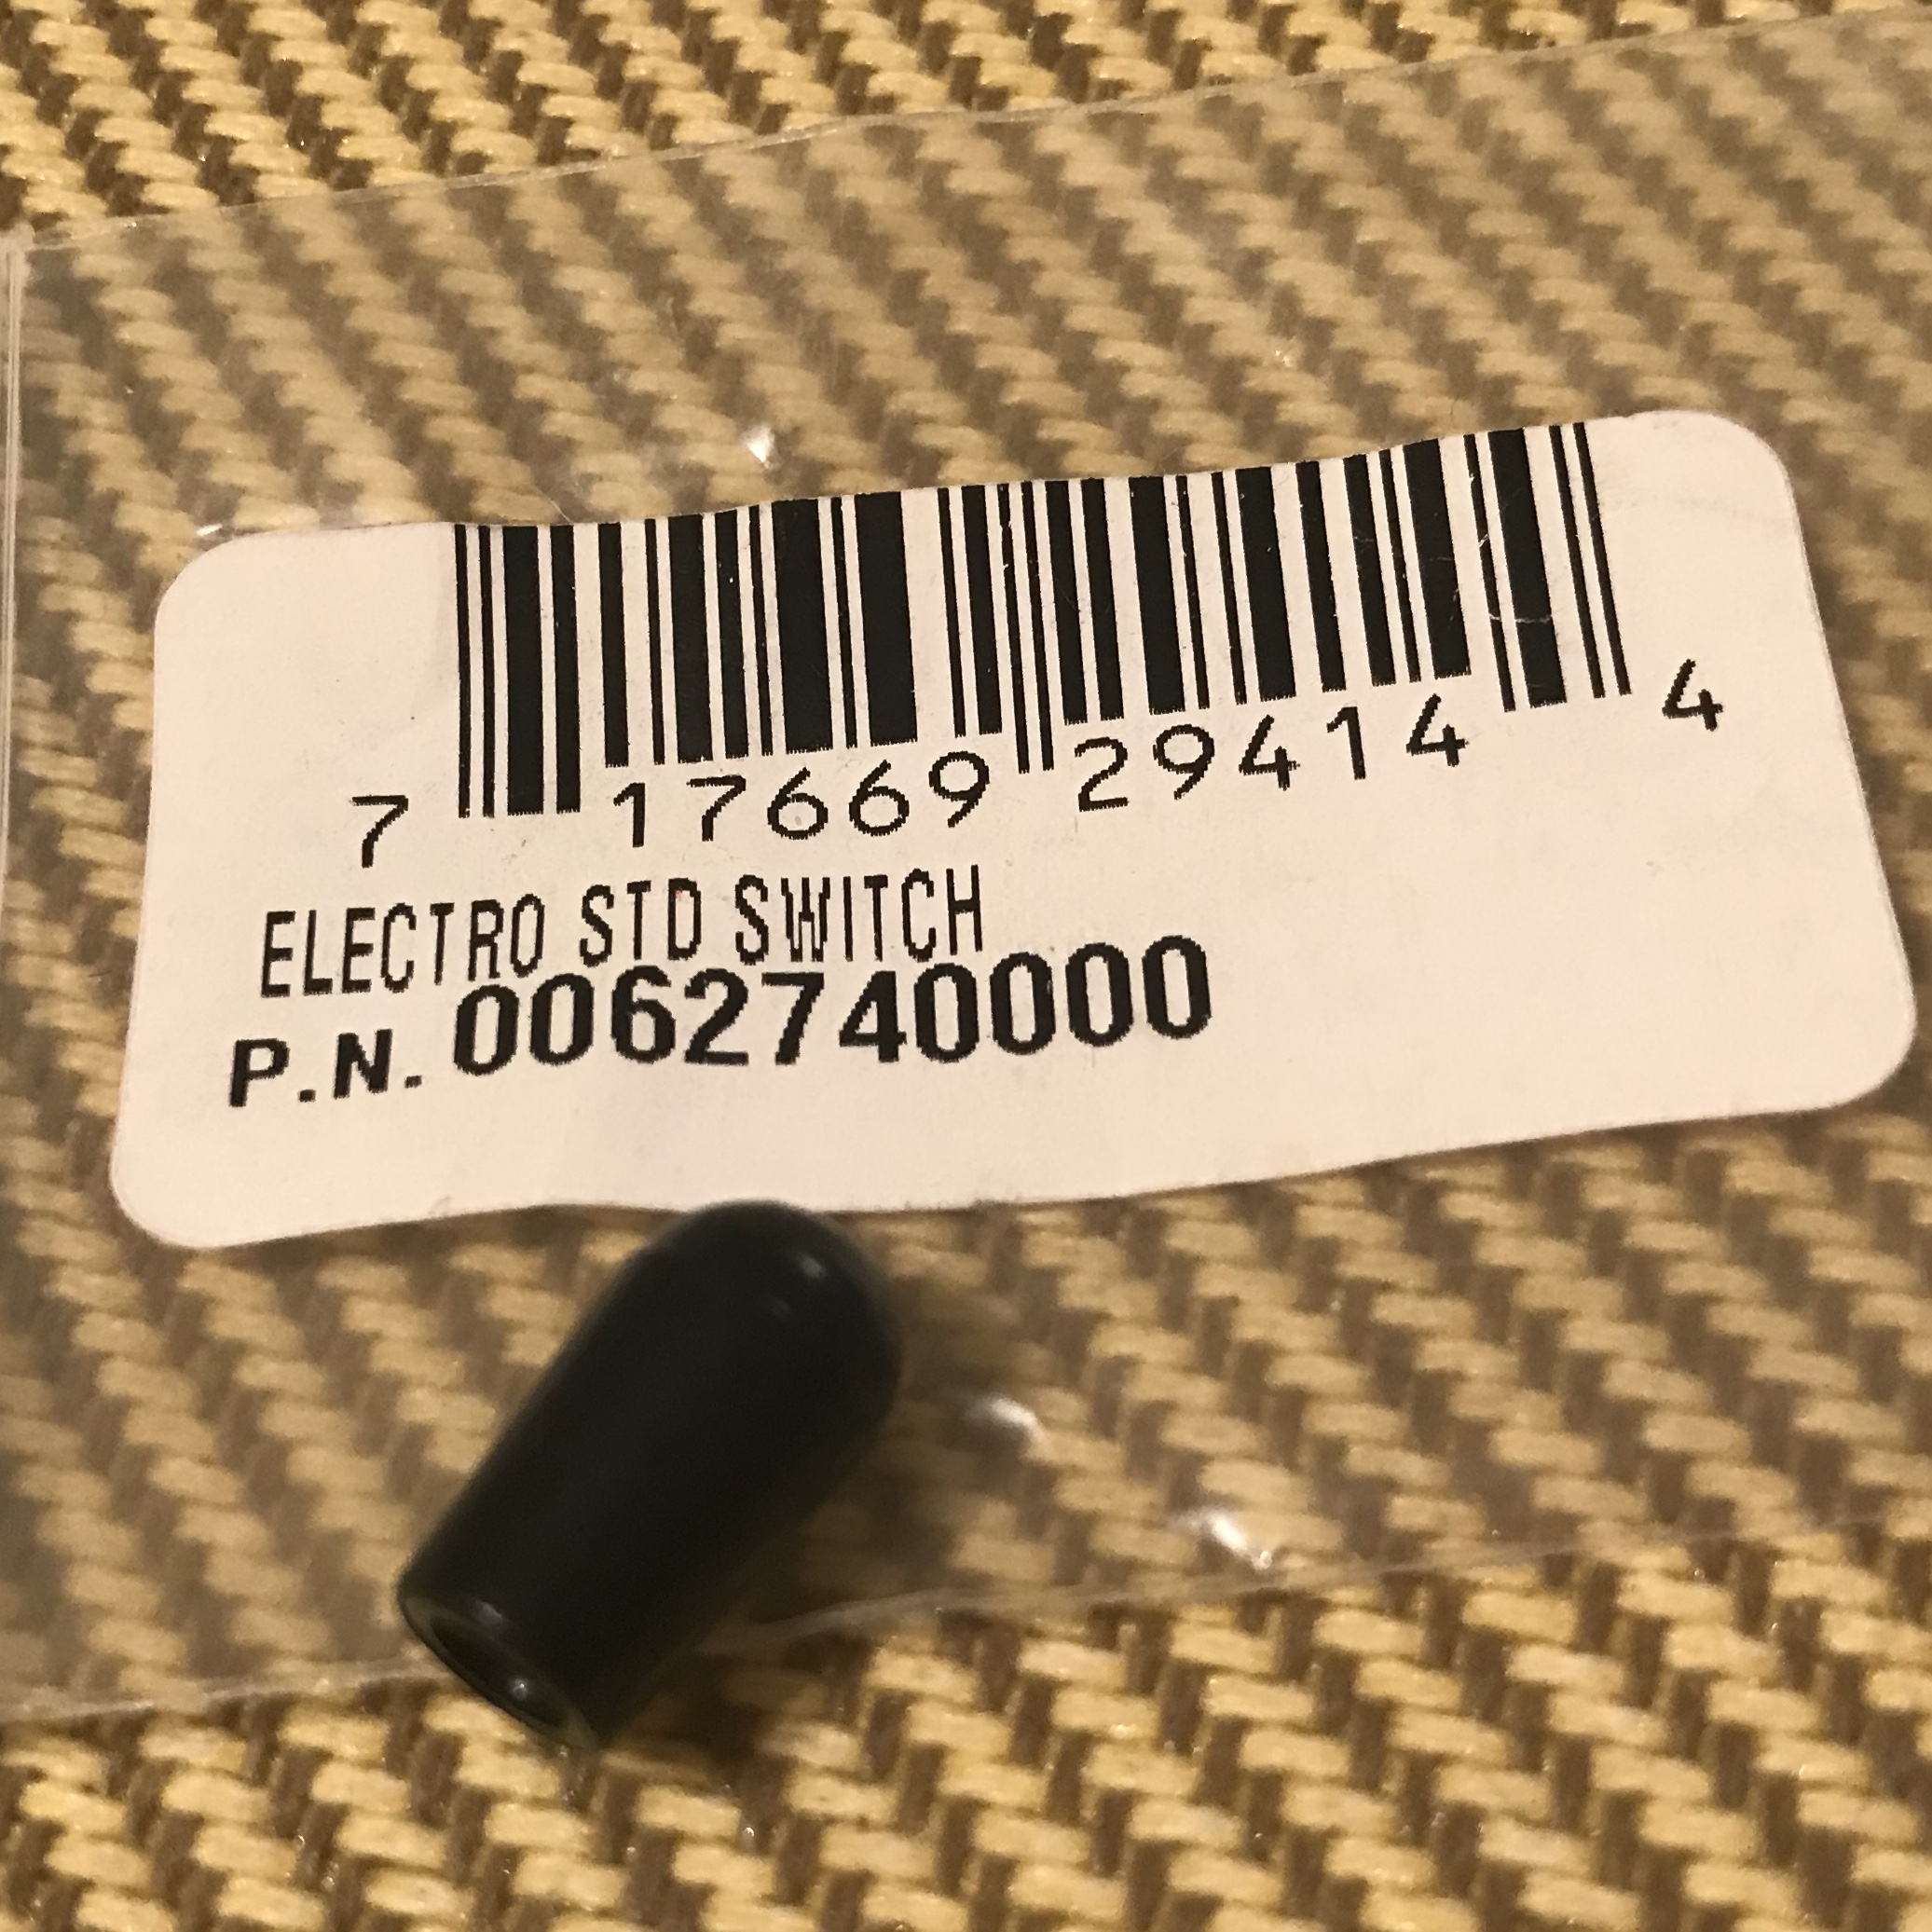 7 17669 29414 4
ELECTRO STD SWITCH
P.N. 0062740000